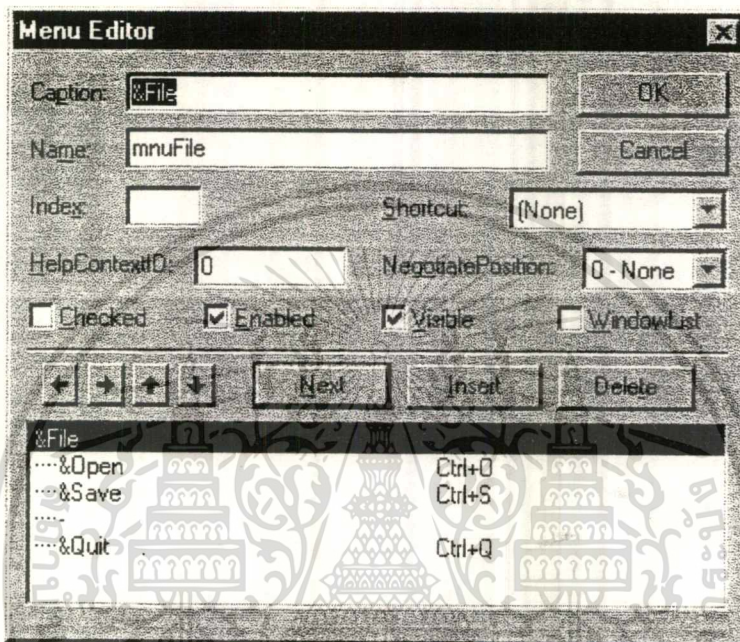 Menu Editor
Caption: &File OK
Name: mnuFile Cancel
Index: Shortcut: (None)
HelpContextID: 0 NegotiatePosition: 0 - None
Checked Enabled Visible WindowList
Next Insert Delete
&File
····&Open Ctrl+O
····&Save Ctrl+S
····-
····&Quit Ctrl+Q